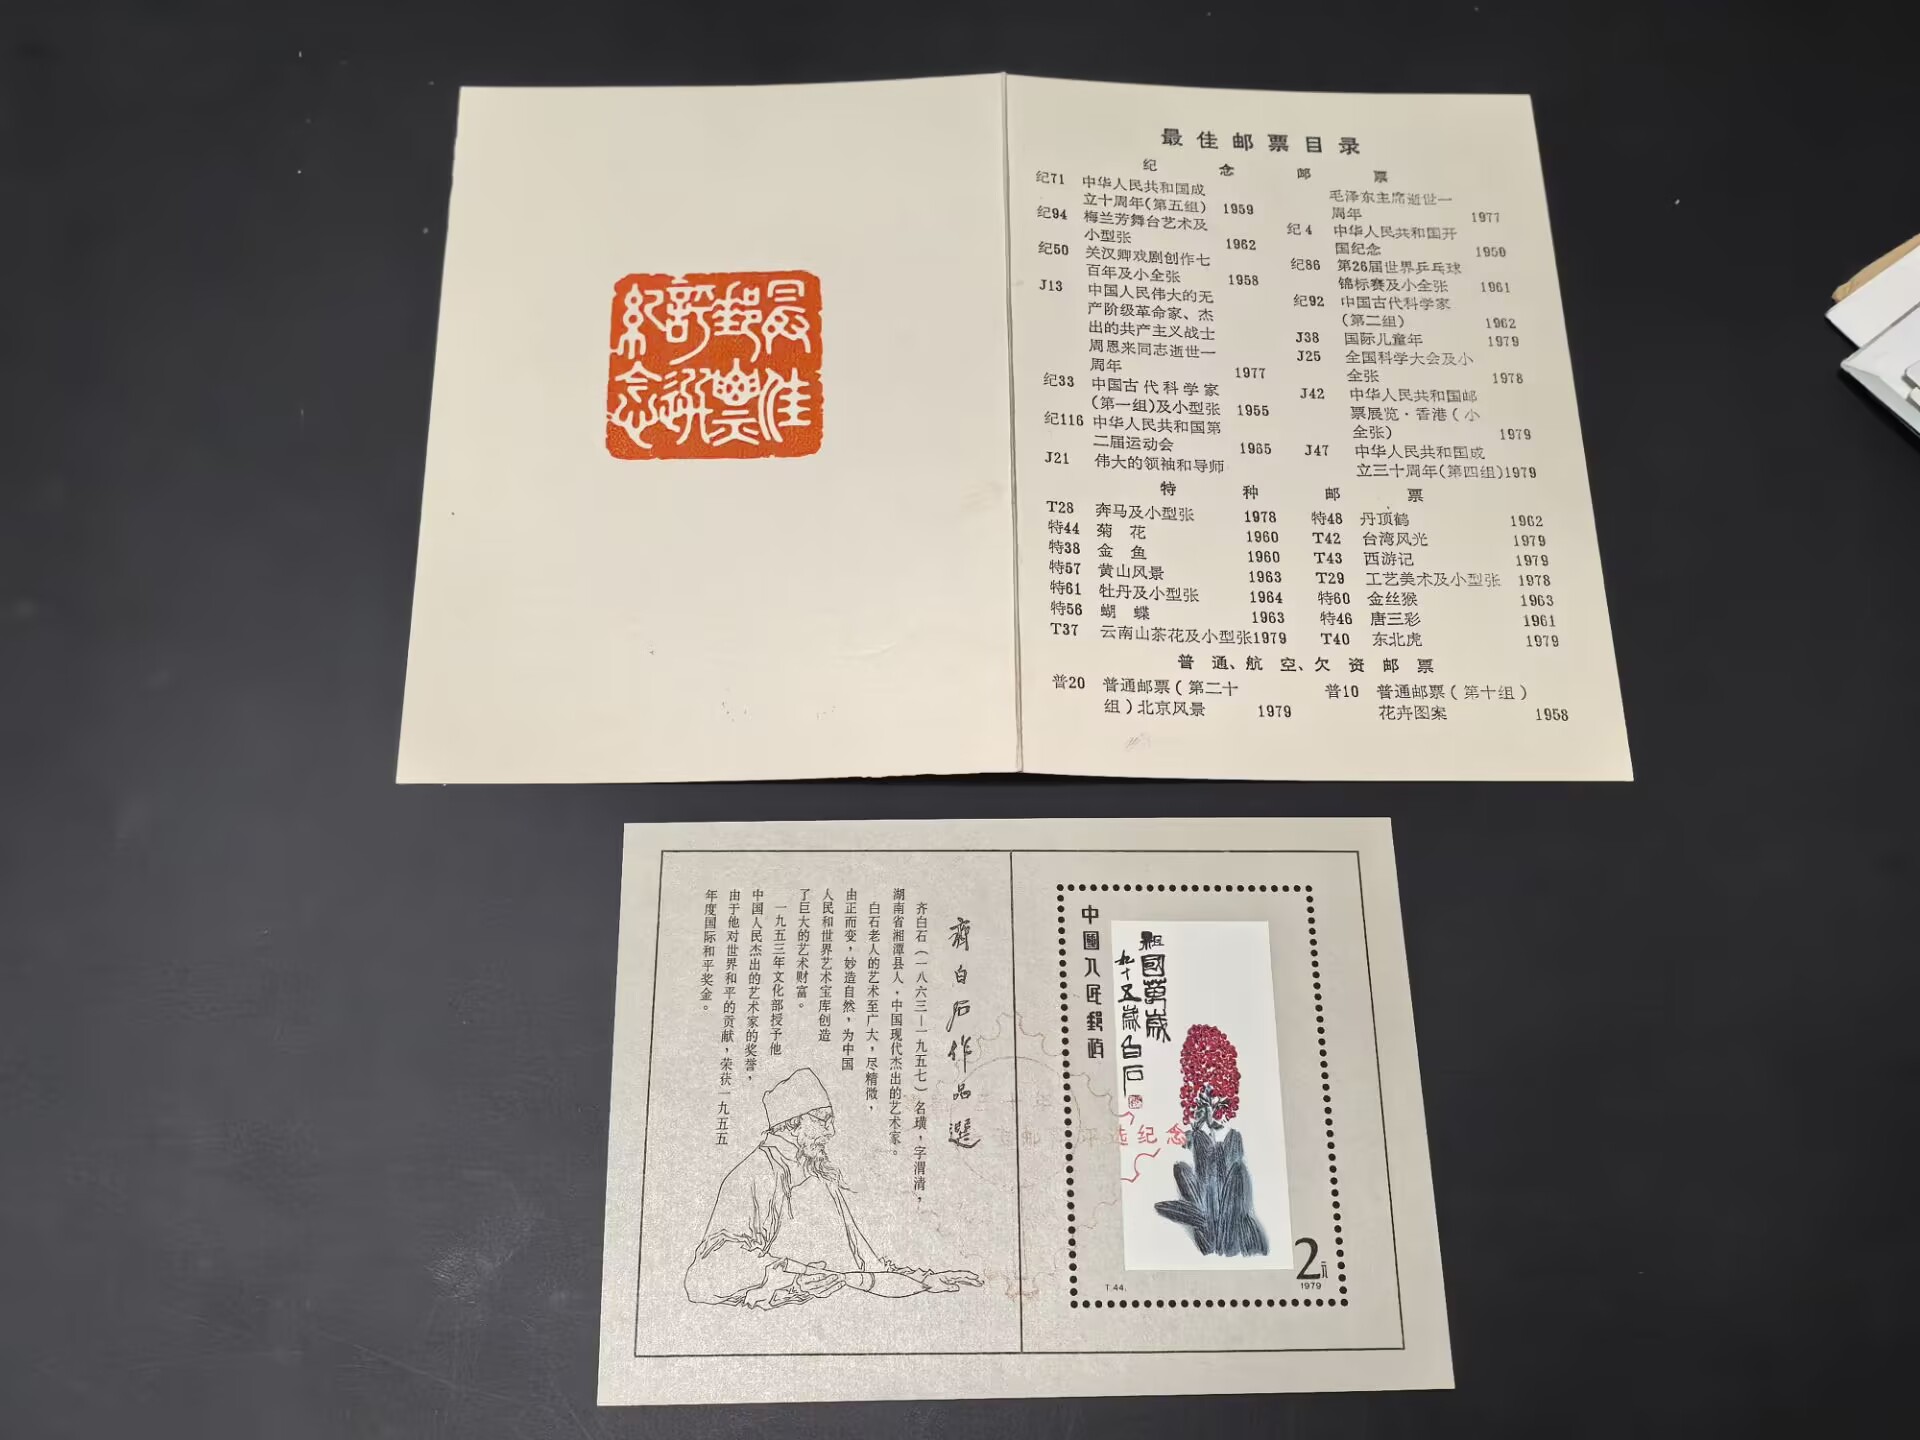 最佳郵票評選紀念
最佳邮票目录
纪念邮票
纪71 中华人民共和国成
立十周年(第五组) 1959
纪94 梅兰芳舞台艺术及
小型张 1962
纪50 关汉卿戏剧创作七
百年及小全张 1958
J13 中国人民伟大的无
产阶级革命家、杰
出的共产主义战士
周恩来同志逝世一
周年 1977
纪33 中国古代科学家
(第一组)及小型张 1955
纪116 中华人民共和国第
二届运动会 1965
J21 伟大的领袖和导师
毛泽东主席逝世一
周年 1977
纪4 中华人民共和国开
国纪念 1950
纪86 第26届世界乒乓球
锦标赛及小全张 1961
纪92 中国古代科学家
(第二组) 1962
J38 国际儿童年 1979
J25 全国科学大会及小
全张 1978
J42 中华人民共和国邮
票展览·香港(小
全张) 1979
J47 中华人民共和国成
立三十周年(第四组)1979
特种邮票
T28 奔马及小型张 1978
特44 菊花 1960
特38 金鱼 1960
特57 黄山风景 1963
特61 牡丹及小型张 1964
特56 蝴蝶 1963
T37 云南山茶花及小型张1979
特48 丹顶鹤 1962
T42 台湾风光 1979
T43 西游记 1979
T29 工艺美术及小型张 1978
特60 金丝猴 1963
特46 唐三彩 1961
T40 东北虎 1979
普通、航空、欠资邮票
普20 普通邮票(第二十
组)北京风景 1979
普10 普通邮票(第十组)
花卉图案 1958
齊白石作品選
齐白石(一八六三—一九五七)名璜,字渭清,
湖南省湘潭县人,中国现代杰出的艺术家。
白石老人的艺术至广大,尽精微,
由正而变,妙造自然,为中国
人民和世界艺术宝库创造
了巨大的艺术财富。
一九五三年文化部授予他
中国人民杰出的艺术家的奖誉,
由于他对世界和平的贡献,荣获一九五五
年度国际和平奖金。
中國人民郵政
祖國萬歲
九十五歲白石
评选纪念
T.44.
2元
1979